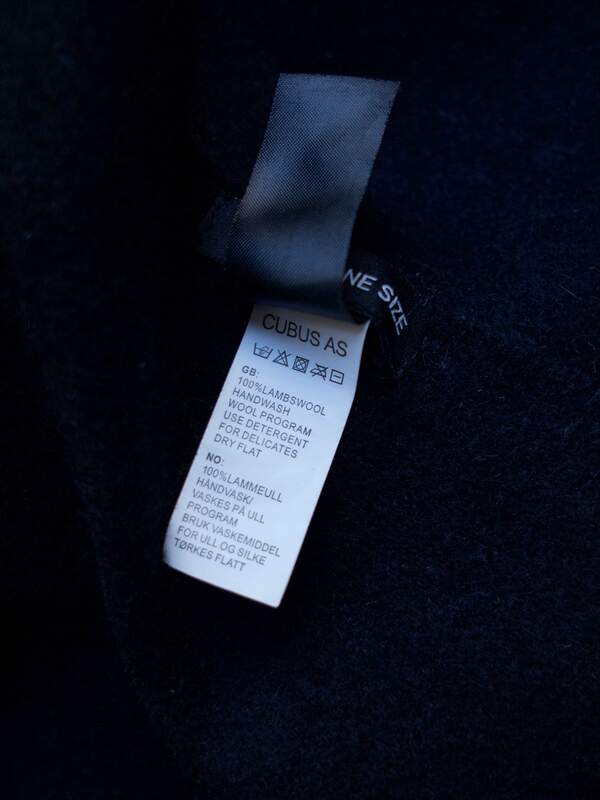 NE SIZE
CUBUS AS
GB:
100%LAMBSWOOL
HANDWASH
WOOL PROGRAM
USE DETERGENT
FOR DELICATES
DRY FLAT
NO:
100%LAMMEULL
HÅNDVASK/
VASKES PÅ ULL
PROGRAM
BRUK VASKEMIDDEL
FOR ULL OG SILKE
TØRKES FLATT